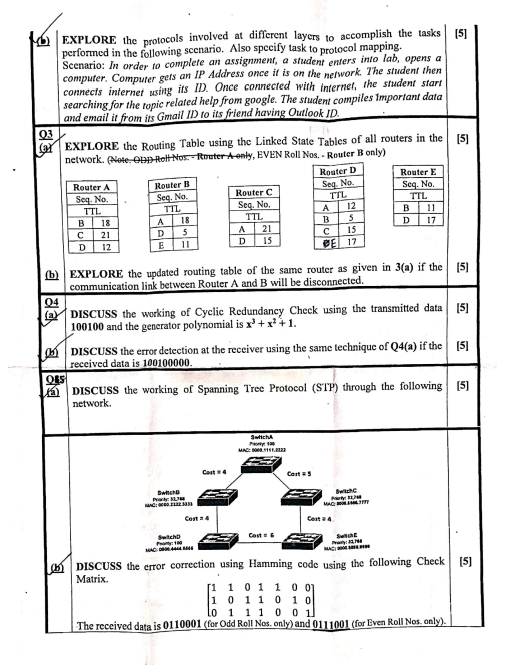 (b) EXPLORE the protocols involved at different layers to accomplish the tasks [5]
performed in the following scenario. Also specify task to protocol mapping.
Scenario: In order to complete an assignment, a student enters into lab, opens a
computer. Computer gets an IP Address once it is on the network. The student then
connects internet using its ID. Once connected with internet, the student start
searching for the topic related help from google. The student compiles important data
and email it from its Gmail ID to its friend having Outlook ID.
Q3
(a) EXPLORE the Routing Table using the Linked State Tables of all routers in the [5]
network. (Note: ODD Roll Nos. - Router A only, EVEN Roll Nos. - Router B only)
Router A
Seq. No.
TTL
B 18
C 21
D 12
Router B
Seq. No.
TTL
A 18
D 5
E 11
Router C
Seq. No.
TTL
A 21
D 15
Router D
Seq. No.
TTL
A 12
B 5
C 15
E 17
Router E
Seq. No.
TTL
B 11
D 17
(b) EXPLORE the updated routing table of the same router as given in 3(a) if the [5]
communication link between Router A and B will be disconnected.
Q4
(a) DISCUSS the working of Cyclic Redundancy Check using the transmitted data [5]
100100 and the generator polynomial is x³ + x² + 1.
(b) DISCUSS the error detection at the receiver using the same technique of Q4(a) if the [5]
received data is 100100000.
Q5
(a) DISCUSS the working of Spanning Tree Protocol (STP) through the following [5]
network.
SwitchA
Priority: 100
MAC: 0000.1111.2222
Cost = 4 Cost = 5
SwitchB
Priority: 32,768
MAC: 0000.2222.3333
SwitchC
Priority: 32,768
Cost = 4 Cost = 6 Cost = 4
SwitchD
Priority: 100
MAC: 0000.4444.5555
SwitchE
Priority: 32,768
(b) DISCUSS the error correction using Hamming code using the following Check [5]
Matrix.
1 1 0 1 1 0 0
1 0 1 1 0 1 0
0 1 1 1 0 0 1
The received data is 0110001 (for Odd Roll Nos. only) and 0111001 (for Even Roll Nos. only).